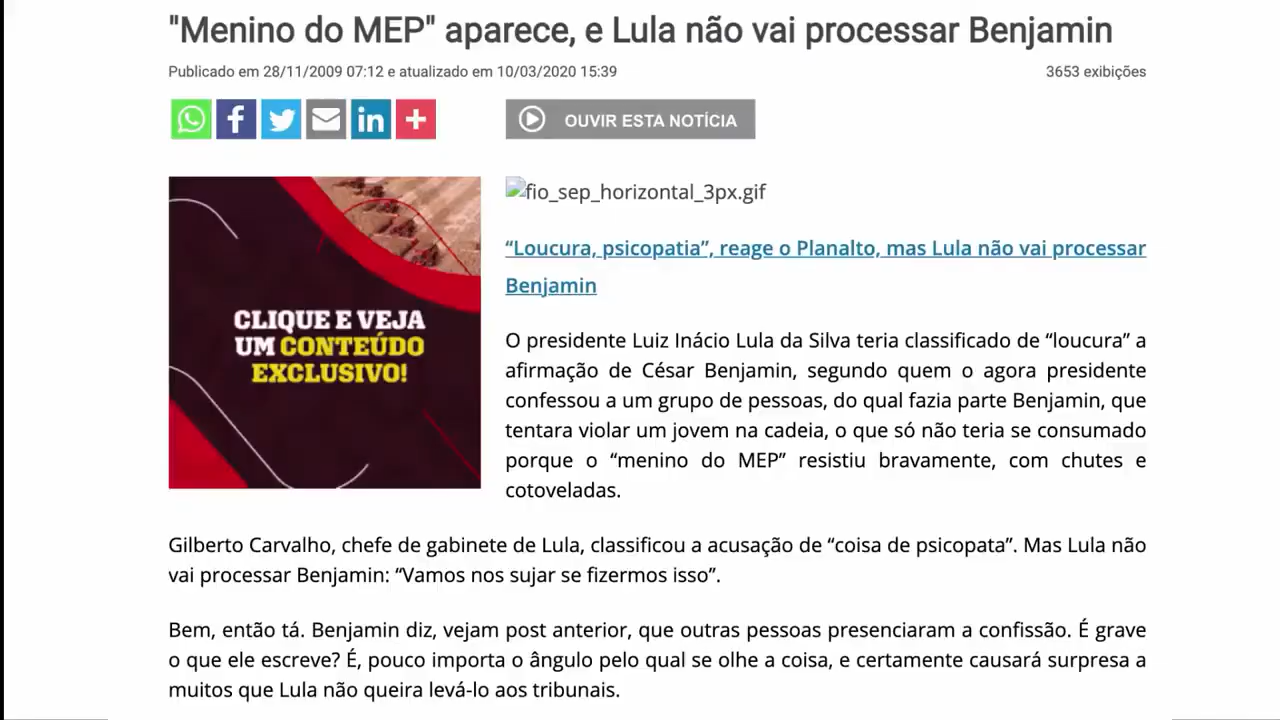 "Menino do MEP" aparece, e Lula não vai processar Benjamin
Publicado em 28/11/2009 07:12 e atualizado em 10/03/2020 15:39
3653 exibições
OUVIR ESTA NOTÍCIA
CLIQUE E VEJA
UM CONTEÚDO
EXCLUSIVO!
fio_sep_horizontal_3px.gif
“Loucura, psicopatia”, reage o Planalto, mas Lula não vai processar
Benjamin
O presidente Luiz Inácio Lula da Silva teria classificado de “loucura” a
afirmação de César Benjamin, segundo quem o agora presidente
confessou a um grupo de pessoas, do qual fazia parte Benjamin, que
tentara violar um jovem na cadeia, o que só não teria se consumado
porque o “menino do MEP” resistiu bravamente, com chutes e
cotoveladas.
Gilberto Carvalho, chefe de gabinete de Lula, classificou a acusação de “coisa de psicopata”. Mas Lula não
vai processar Benjamin: “Vamos nos sujar se fizermos isso”.
Bem, então tá. Benjamin diz, vejam post anterior, que outras pessoas presenciaram a confissão. É grave
o que ele escreve? É, pouco importa o ângulo pelo qual se olhe a coisa, e certamente causará surpresa a
muitos que Lula não queira levá-lo aos tribunais.